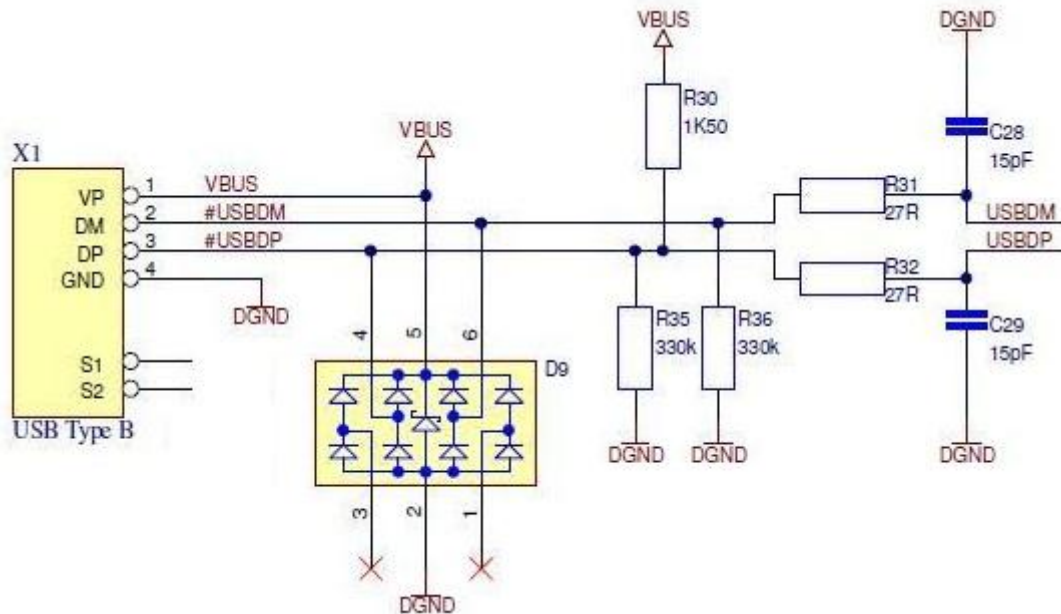 VBUS
DGND
R30
1K50
C28
15pF
VBUS
X1
VP
1
VBUS
DM
2
#USBDM
DP
3
#USBDP
GND
4
DGND
S1
S2
USB Type B
R31
27R
USBDM
USBDP
R32
27R
C29
15pF
R35
330k
R36
330k
DGND
DGND
DGND
4
5
6
D9
3
2
1
DGND